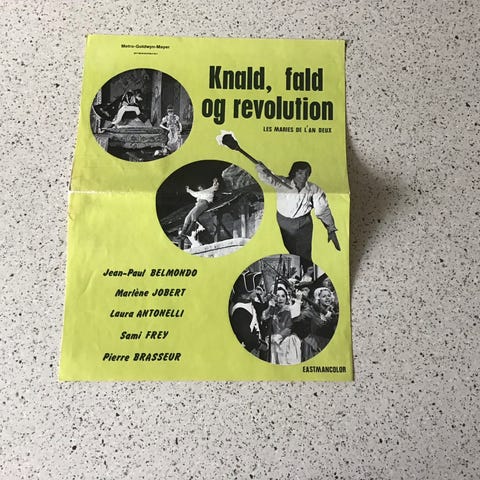 Metro-Goldwyn-Mayer
præsenterer
Knald, fald
og revolution
LES MARIES DE L'AN DEUX
Jean-Paul BELMONDO
Marlène JOBERT
Laura ANTONELLI
Sami FREY
Pierre BRASSEUR
EASTMANCOLOR